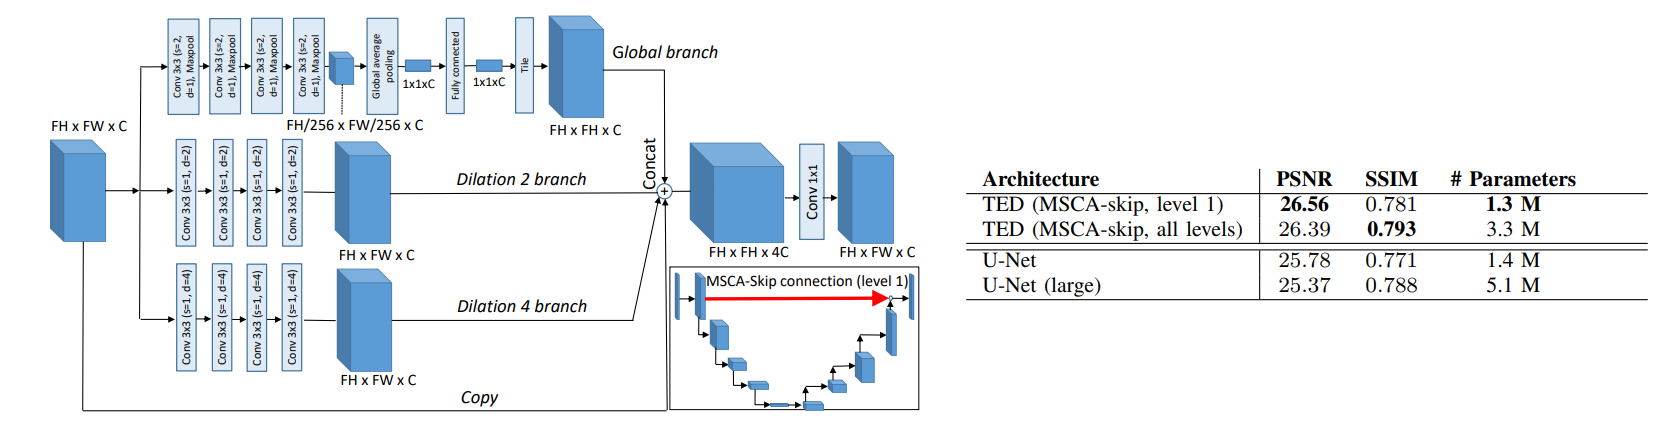 FH x FW x C
Conv 3x3 (s=2, d=1), Maxpool
Conv 3x3 (s=2, d=1), Maxpool
Conv 3x3 (s=2, d=1), Maxpool
Conv 3x3 (s=2, d=1), Maxpool
FH/256 x FW/256 x C
Global average pooling
1x1xC
Fully connected
1x1xC
Tile
FH x FH x C
Global branch
Conv 3x3 (s=1, d=2)
Conv 3x3 (s=1, d=2)
Conv 3x3 (s=1, d=2)
Conv 3x3 (s=1, d=2)
FH x FW x C
Dilation 2 branch
Conv 3x3 (s=1, d=4)
Conv 3x3 (s=1, d=4)
Conv 3x3 (s=1, d=4)
Conv 3x3 (s=1, d=4)
FH x FW x C
Dilation 4 branch
Copy
Concat
+
FH x FH x 4C
Conv 1x1
FH x FW x C
MSCA-Skip connection (level 1)
Architecture PSNR SSIM # Parameters
TED (MSCA-skip, level 1) 26.56 0.781 1.3 M
TED (MSCA-skip, all levels) 26.39 0.793 3.3 M
U-Net 25.78 0.771 1.4 M
U-Net (large) 25.37 0.788 5.1 M